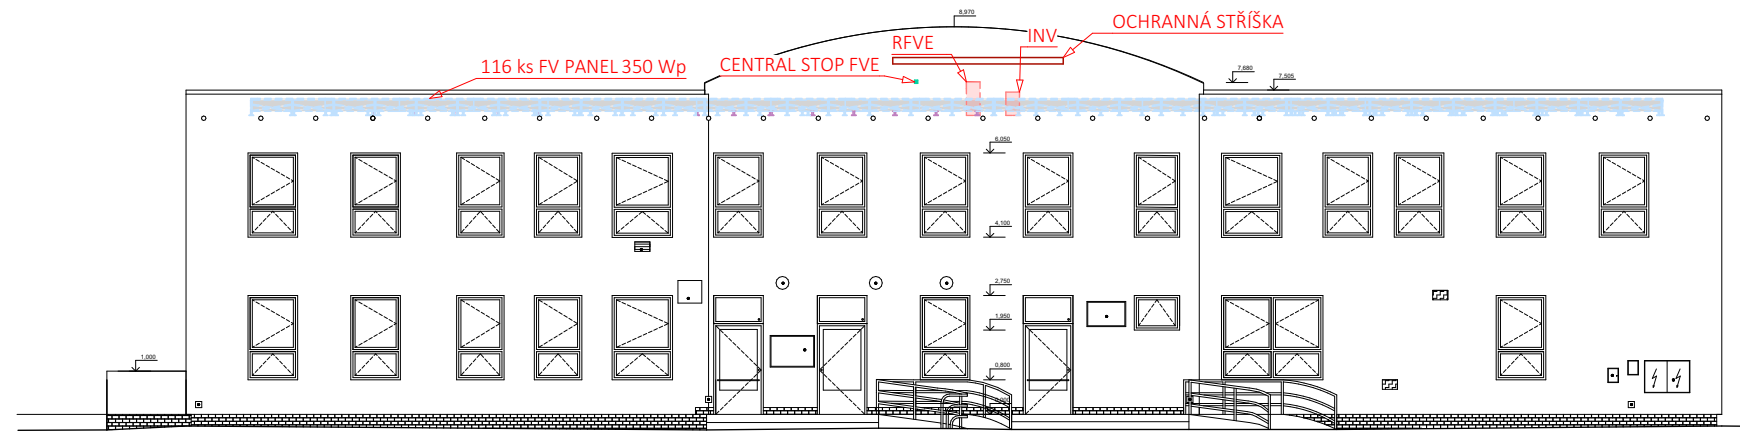 8,970
OCHRANNÁ STŘÍŠKA
RFVE
INV
116 ks FV PANEL 350 Wp
CENTRAL STOP FVE
7,680
7,505
6,050
4,100
2,750
1,950
1,000
0,800